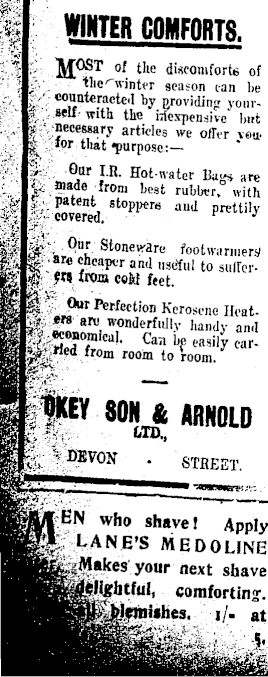 WINTER COMFORTS.
MOST of the discomforts of
the winter season can be
counteracted by providing your-
self with the inexpensive but
necessary articles we offer you
for that purpose:—
Our I.R. Hot-water Bags are
made from best rubber, with
patent stoppers and prettily
covered.
Our Stoneware footwarmers
are cheaper and useful to suffer-
ers from cold feet.
Our Perfection Kerosene Heat-
ers are wonderfully handy and
economical. Can be easily car-
ried from room to room.
OKEY SON & ARNOLD
LTD.,
DEVON - STREET.
MEN who shave! Apply
LANE'S MEDOLINE
Makes your next shave
delightful, comforting.
blemishes. 1/- at